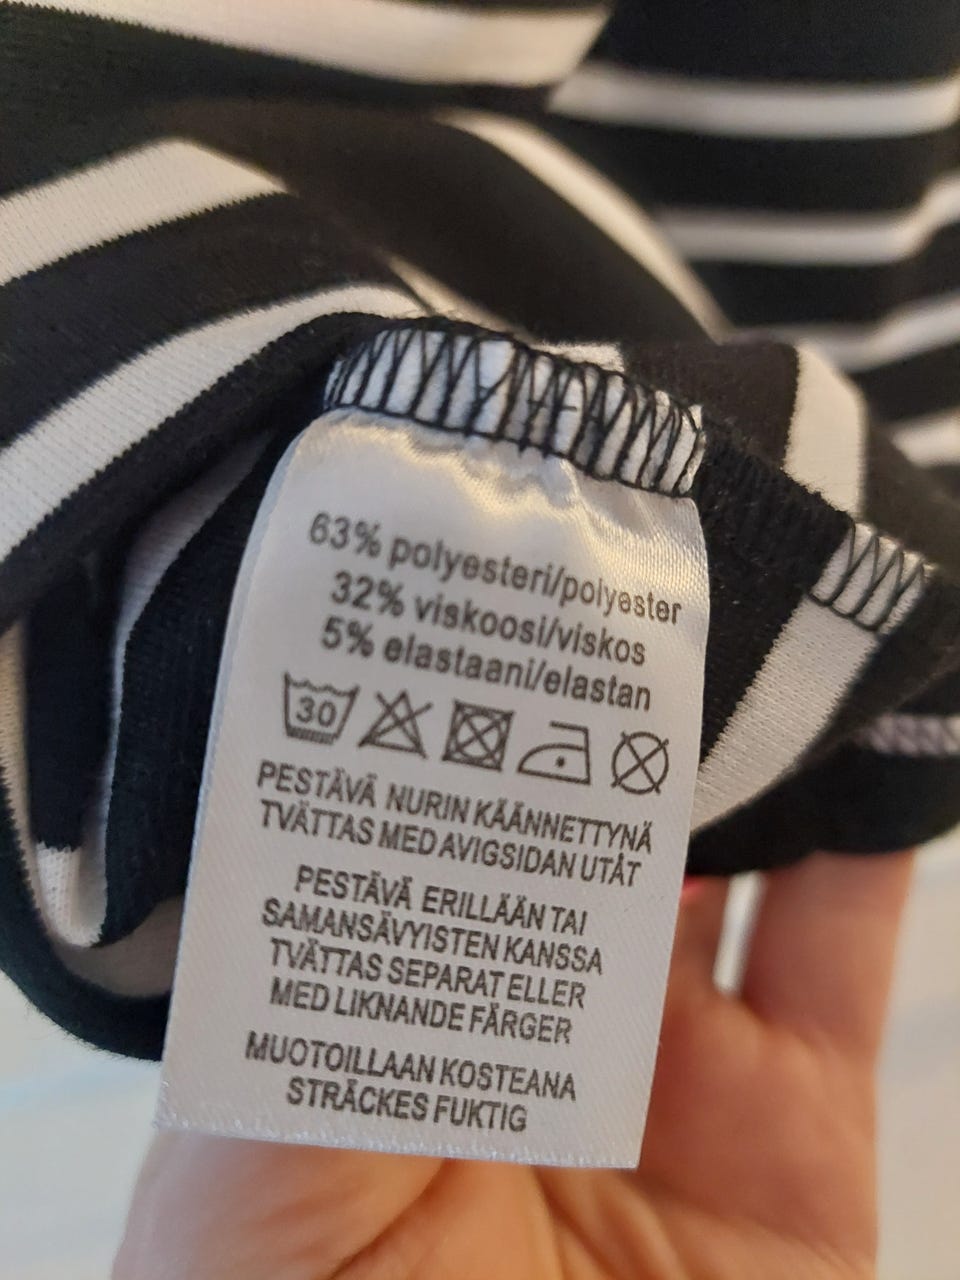 63% polyesteri/polyester
32% viskoosi/viskos
5% elastaani/elastan
30
PESTÄVÄ NURIN KÄÄNNETTYNÄ
TVÄTTAS MED AVIGSIDAN UTÅT
PESTÄVÄ ERILLÄÄN TAI
SAMANSÄVYISTEN KANSSA
TVÄTTAS SEPARAT ELLER
MED LIKNANDE FÄRGER
MUOTOILLAAN KOSTEANA
STRÄCKES FUKTIG